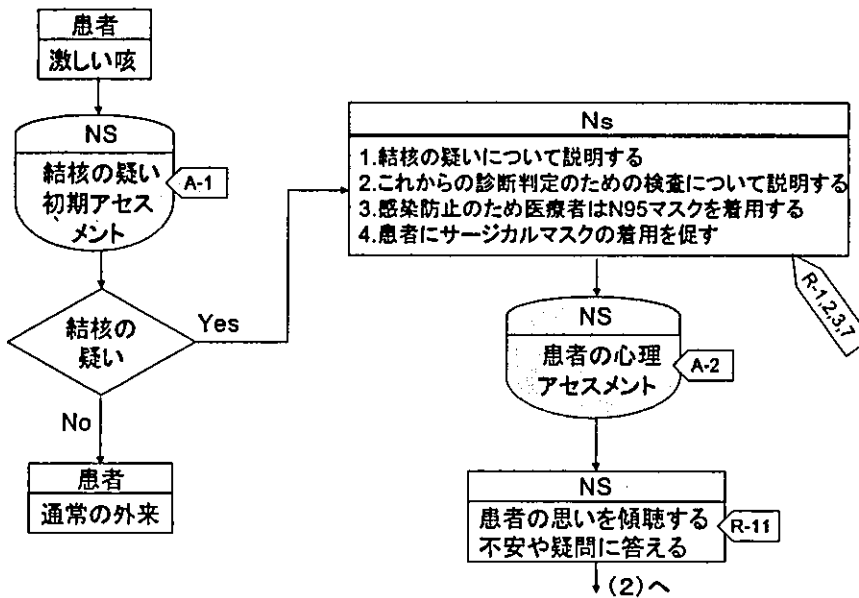 患者
激しい咳
NS
結核の疑い
初期アセス
メント
A-1
結核の
疑い
Yes
No
患者
通常の外来
Ns
1.結核の疑いについて説明する
2.これからの診断判定のための検査について説明する
3.感染防止のため医療者はN95マスクを着用する
4.患者にサージカルマスクの着用を促す
R-1,2,3,7
NS
患者の心理
アセスメント
A-2
NS
患者の思いを傾聴する
不安や疑問に答える
R-11
(2)へ